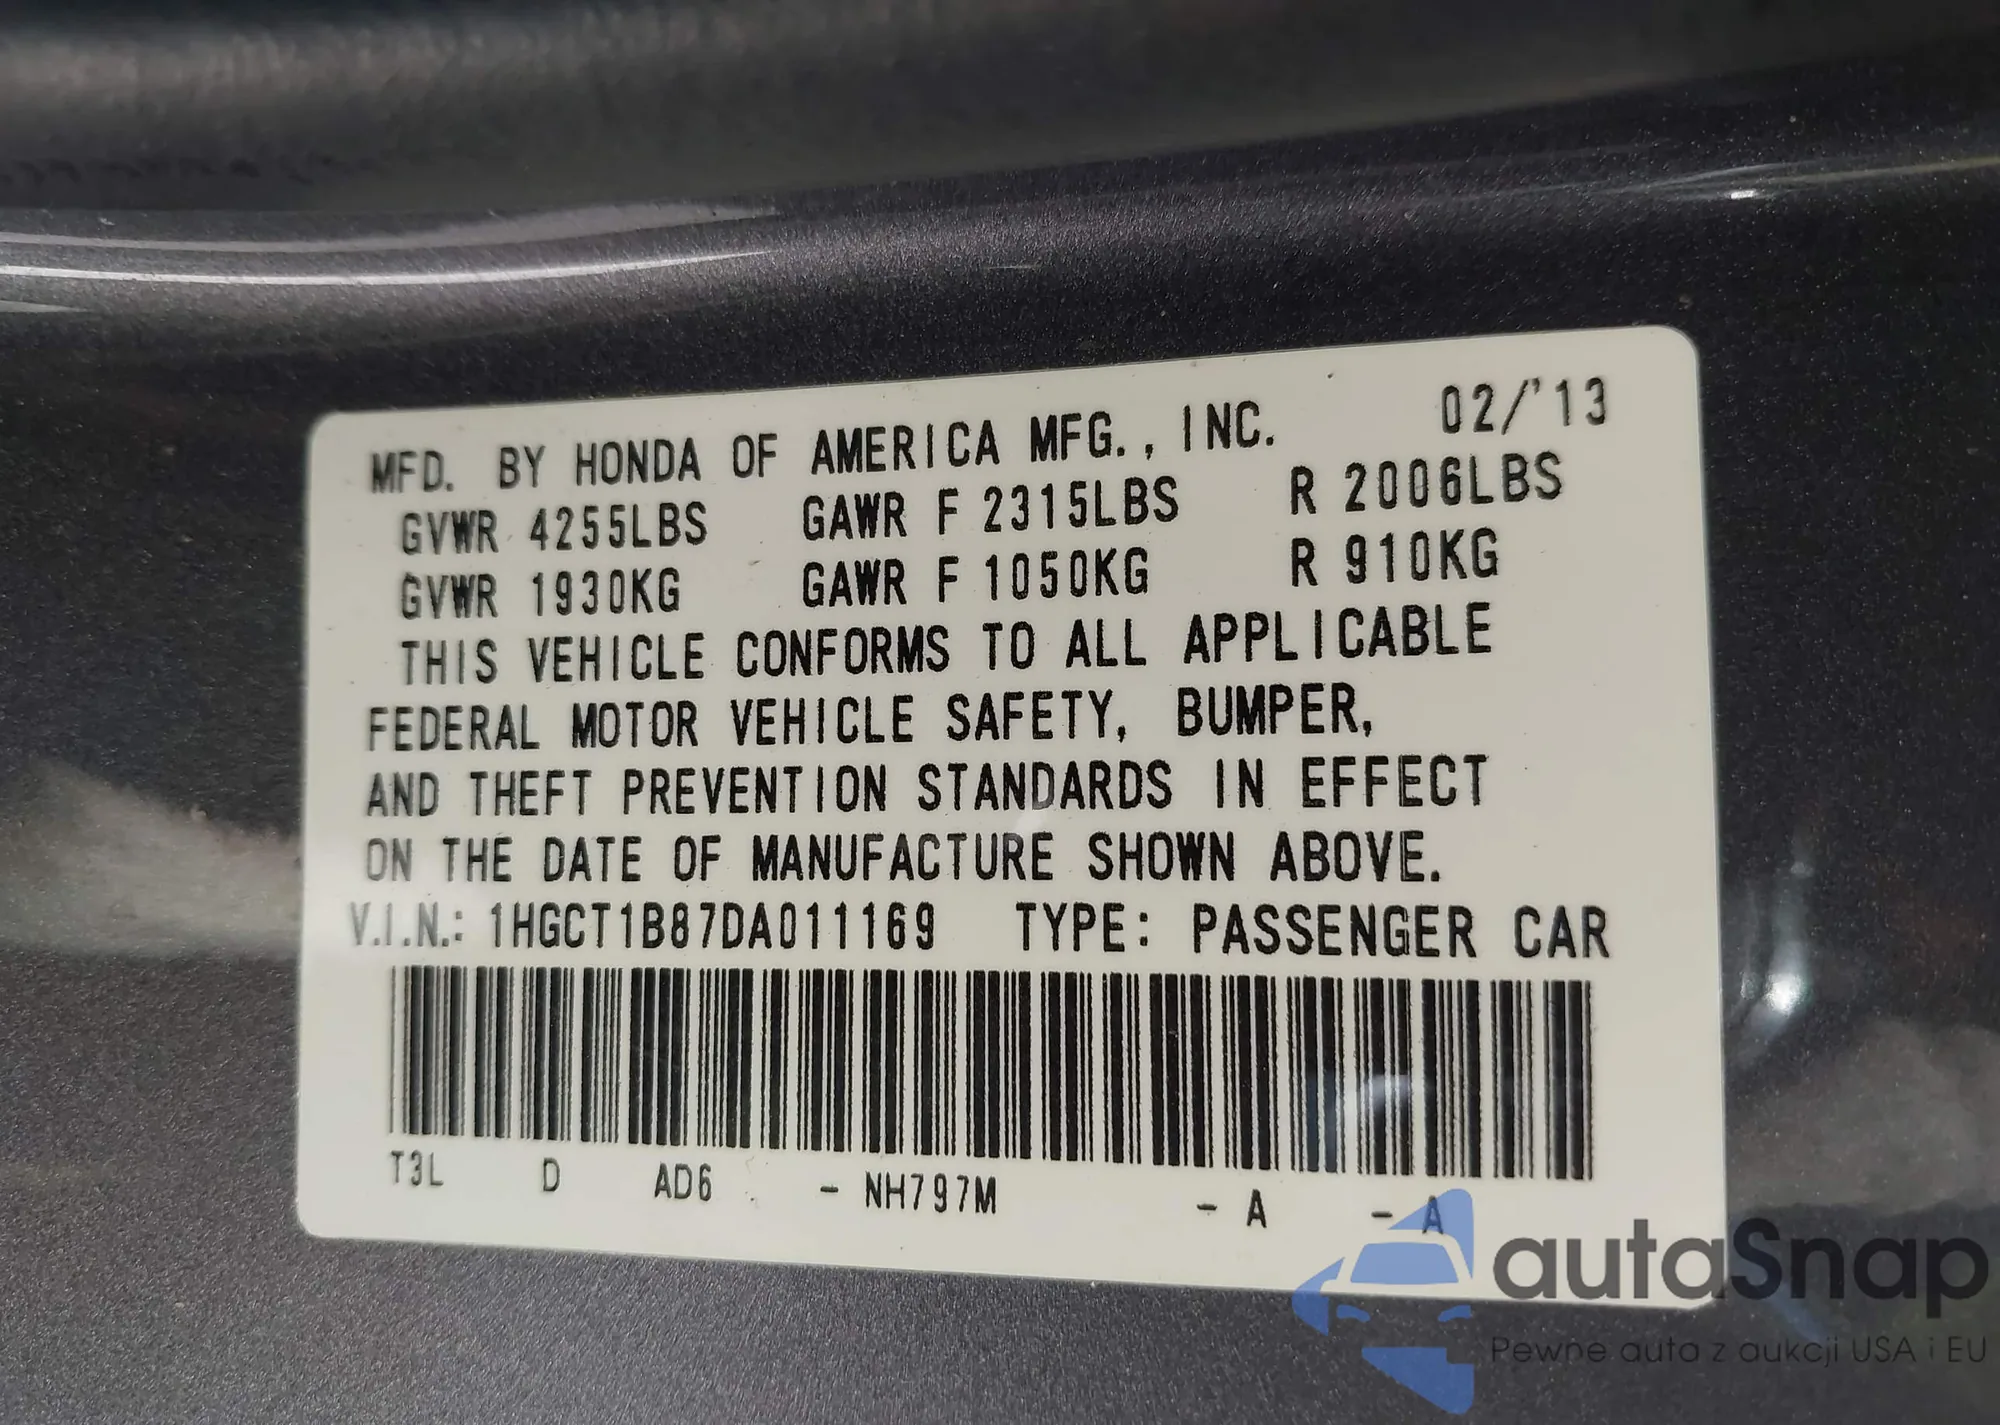 MFD. BY HONDA OF AMERICA MFG., INC. 02/'13
GVWR 4255LBS GAWR F 2315LBS R 2006LBS
GVWR 1930KG GAWR F 1050KG R 910KG
THIS VEHICLE CONFORMS TO ALL APPLICABLE
FEDERAL MOTOR VEHICLE SAFETY, BUMPER,
AND THEFT PREVENTION STANDARDS IN EFFECT
ON THE DATE OF MANUFACTURE SHOWN ABOVE.
V.I.N.: 1HGCT1B87DA011169 TYPE: PASSENGER CAR
T3L D AD6 - NH797M - A - A
autaSnap
Pewne auta z aukcji USA i EU